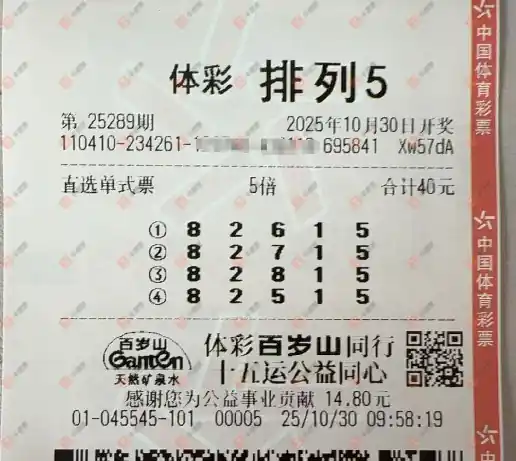 体彩 排列5
第 25289期 2025年10月30日开奖
110410-234261-1 695841 Xw57dA
直选单式票 5倍 合计40元
① 8 2 6 1 5
② 8 2 7 1 5
③ 8 2 8 1 5
④ 8 2 5 1 5
百岁山
Ganten
天然矿泉水
体彩百岁山同行
十五运公益同心
感谢您为公益事业贡献 14.80元
01-045545-101 00005 25/10/30 09:58:19
中国体育彩票
中国体育彩票
中